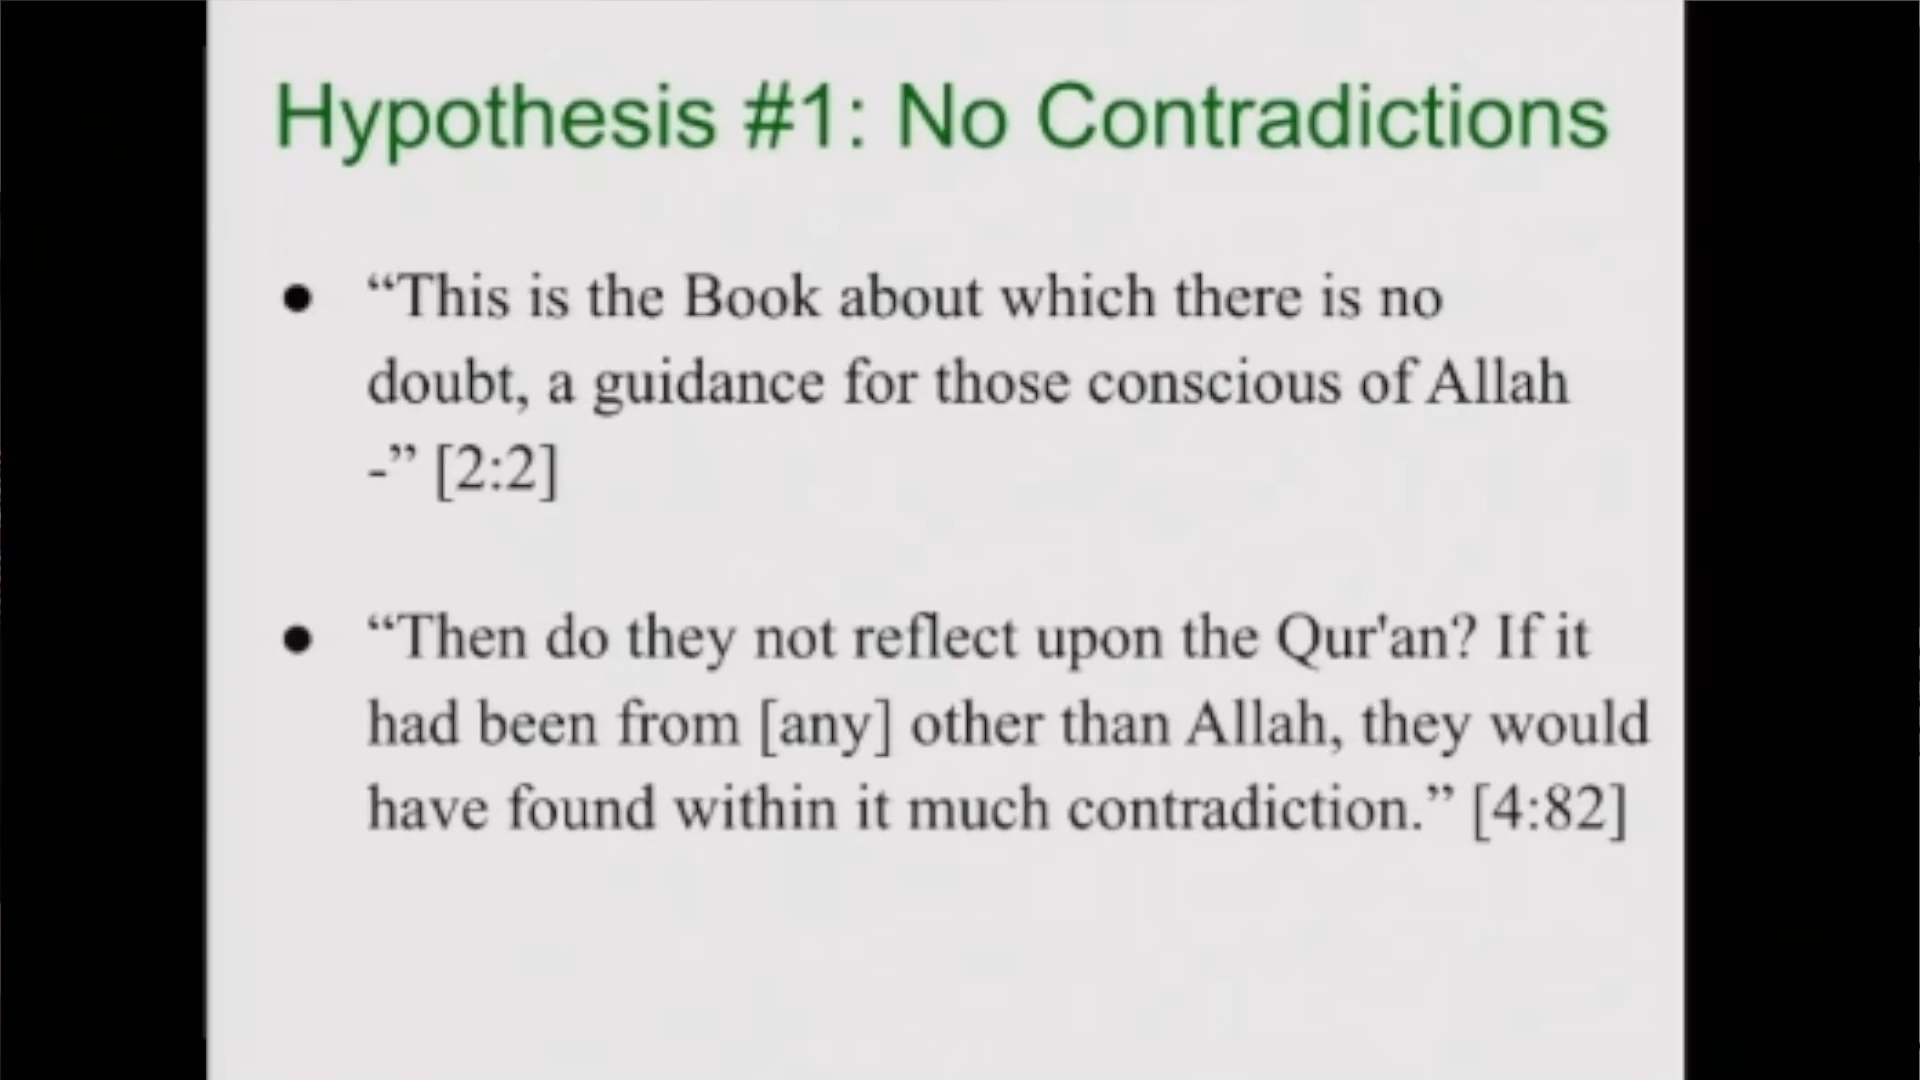 Hypothesis #1: No Contradictions
● “This is the Book about which there is no
doubt, a guidance for those conscious of Allah
-” [2:2]
● “Then do they not reflect upon the Qur'an? If it
had been from [any] other than Allah, they would
have found within it much contradiction.” [4:82]